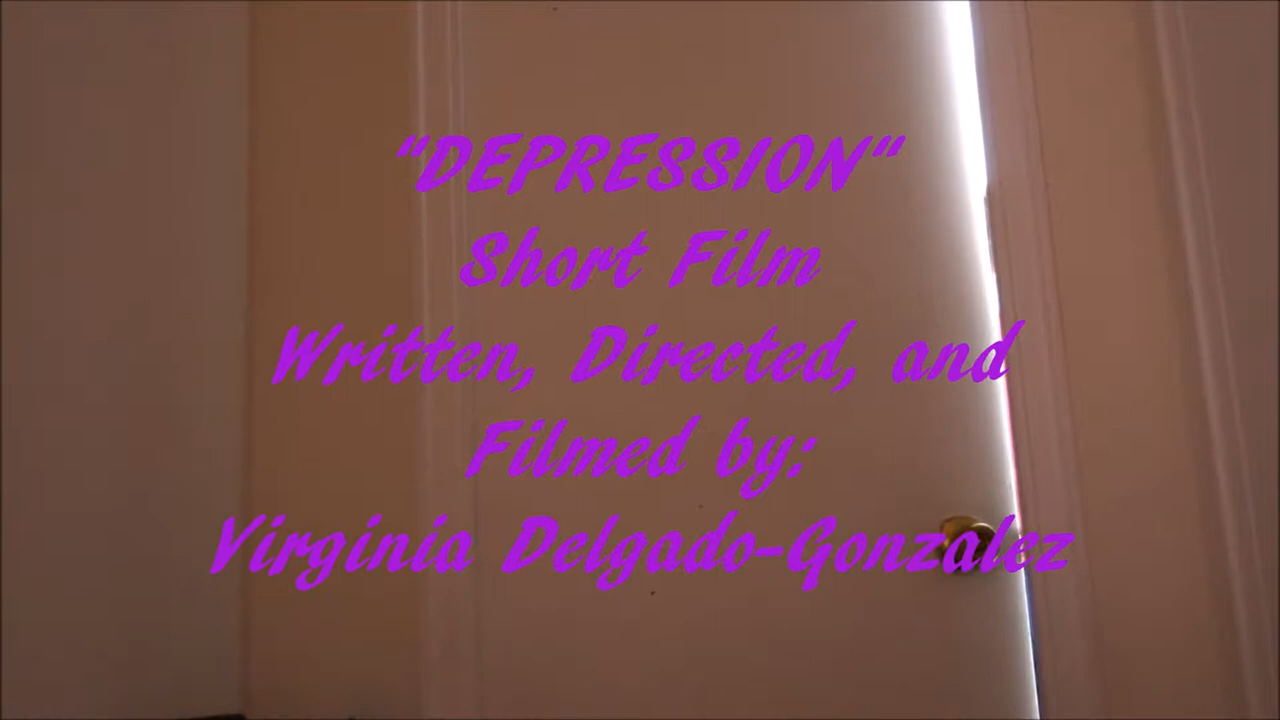 "DEPRESSION"
Short Film
Written, Directed, and
Filmed by:
Virginia Delgado-Gonzalez